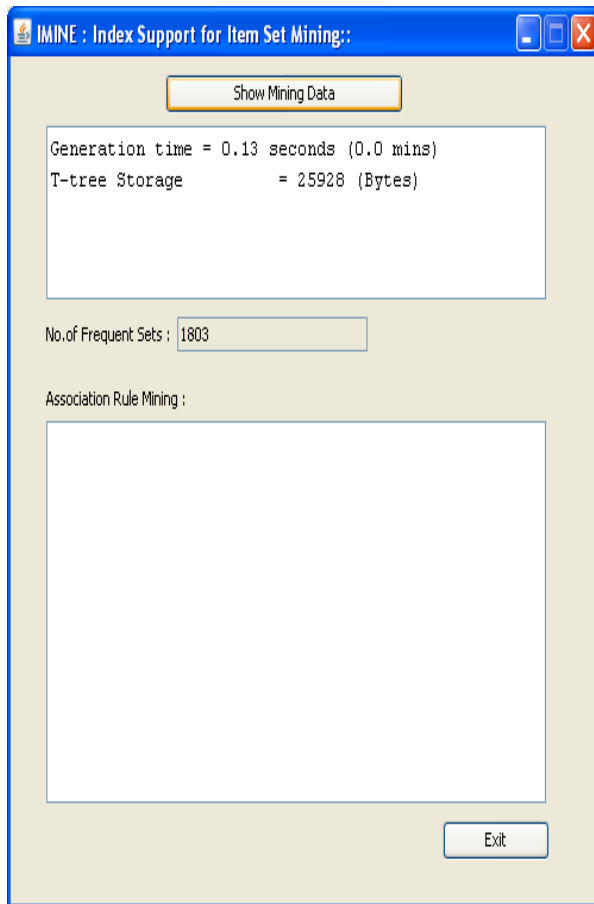 IMINE : Index Support for Item Set Mining::
Show Mining Data
Generation time = 0.13 seconds (0.0 mins)
T-tree Storage = 25928 (Bytes)
No.of Frequent Sets : 1803
Association Rule Mining :
Exit